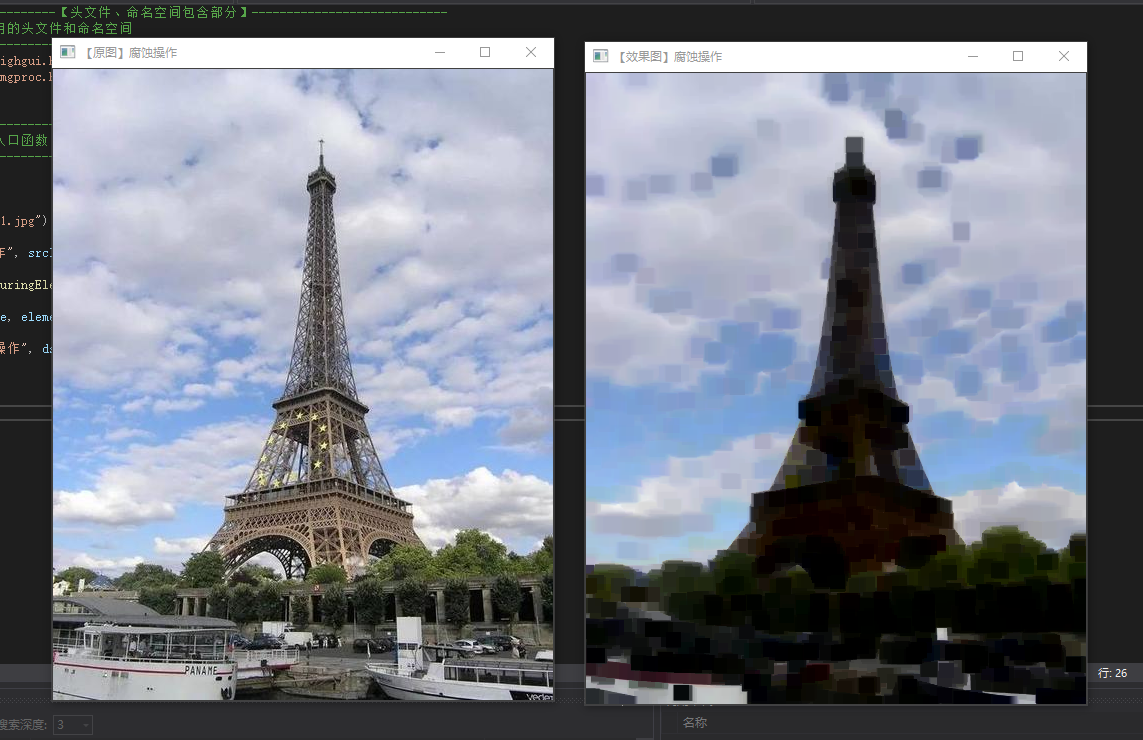 --------【头文件、命名空间包含部分】----------------------------
用的头文件和命名空间
【原图】腐蚀操作
【效果图】腐蚀操作
ighgui.h
mgproc.h
入口函数
1.jpg")
作", src
uringEle
e, eleme
操作", ds
PANAME
vedet
行: 26
搜索深度: 3
名称